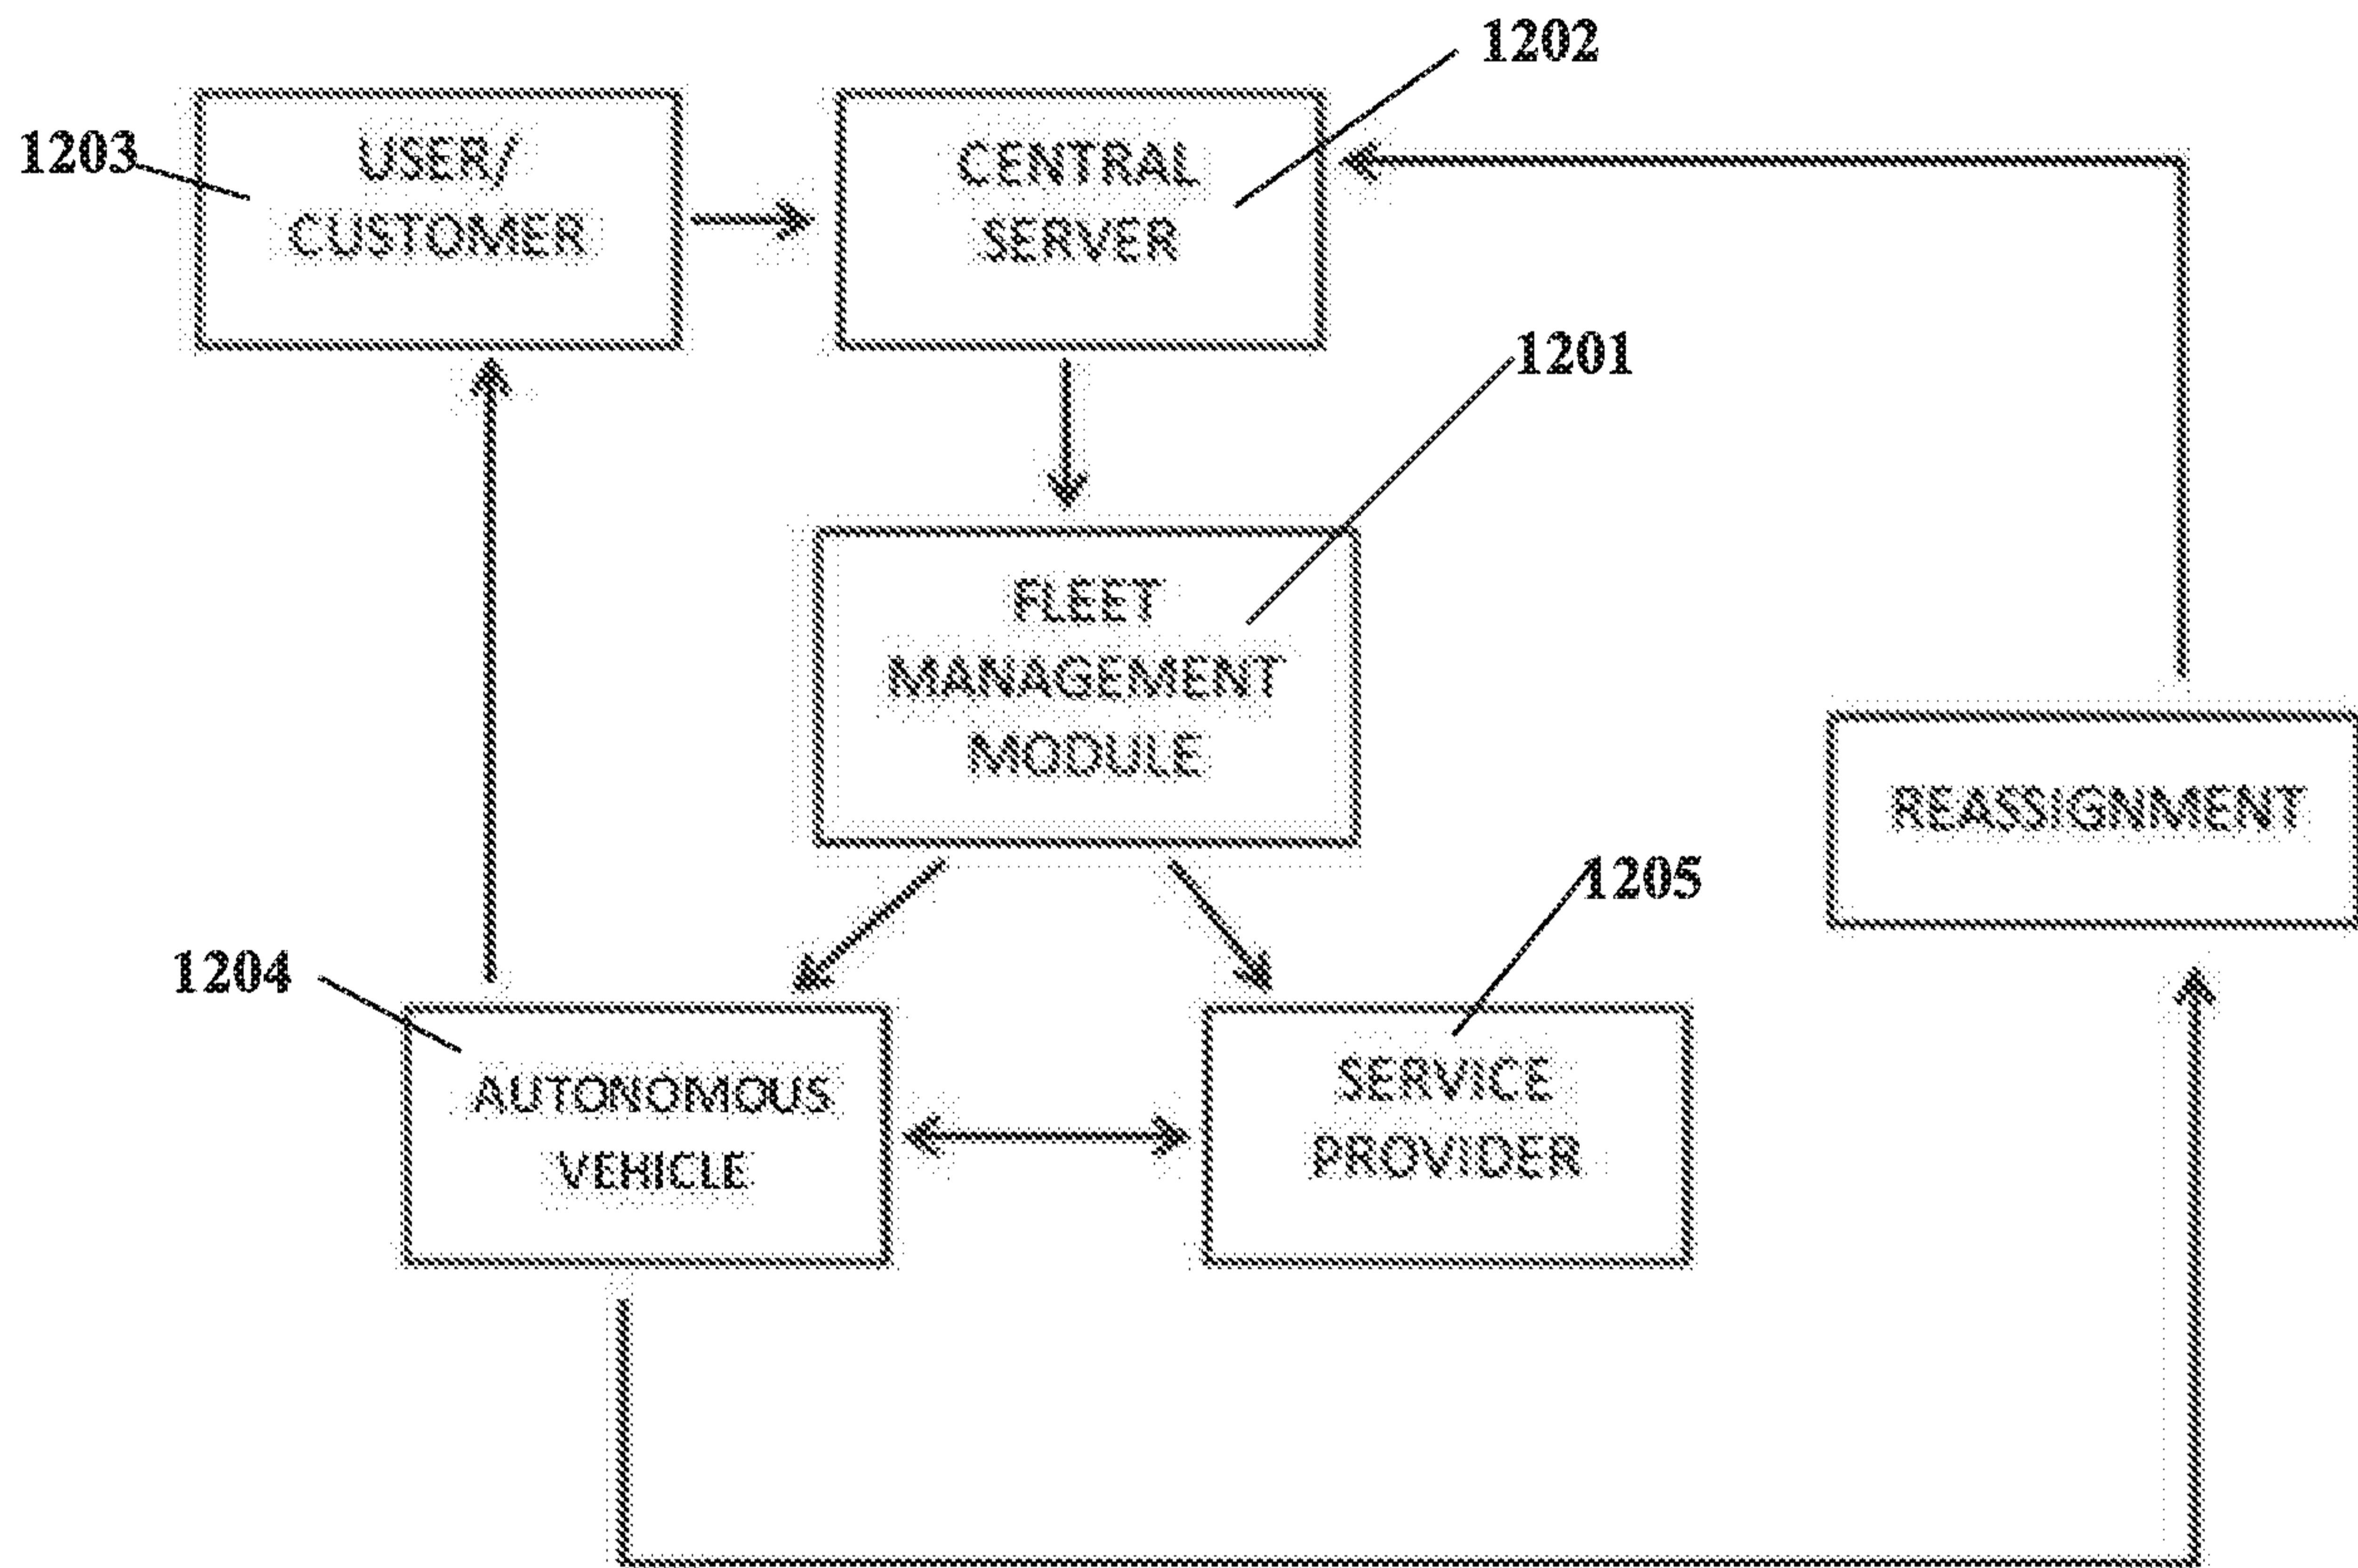 1202
1203
USER/
CUSTOMER
CENTRAL
SERVER
1201
FLEET
MANAGEMENT
MODULE
REASSIGNMENT
1205
1204
AUTONOMOUS
VEHICLE
SERVICE
PROVIDER